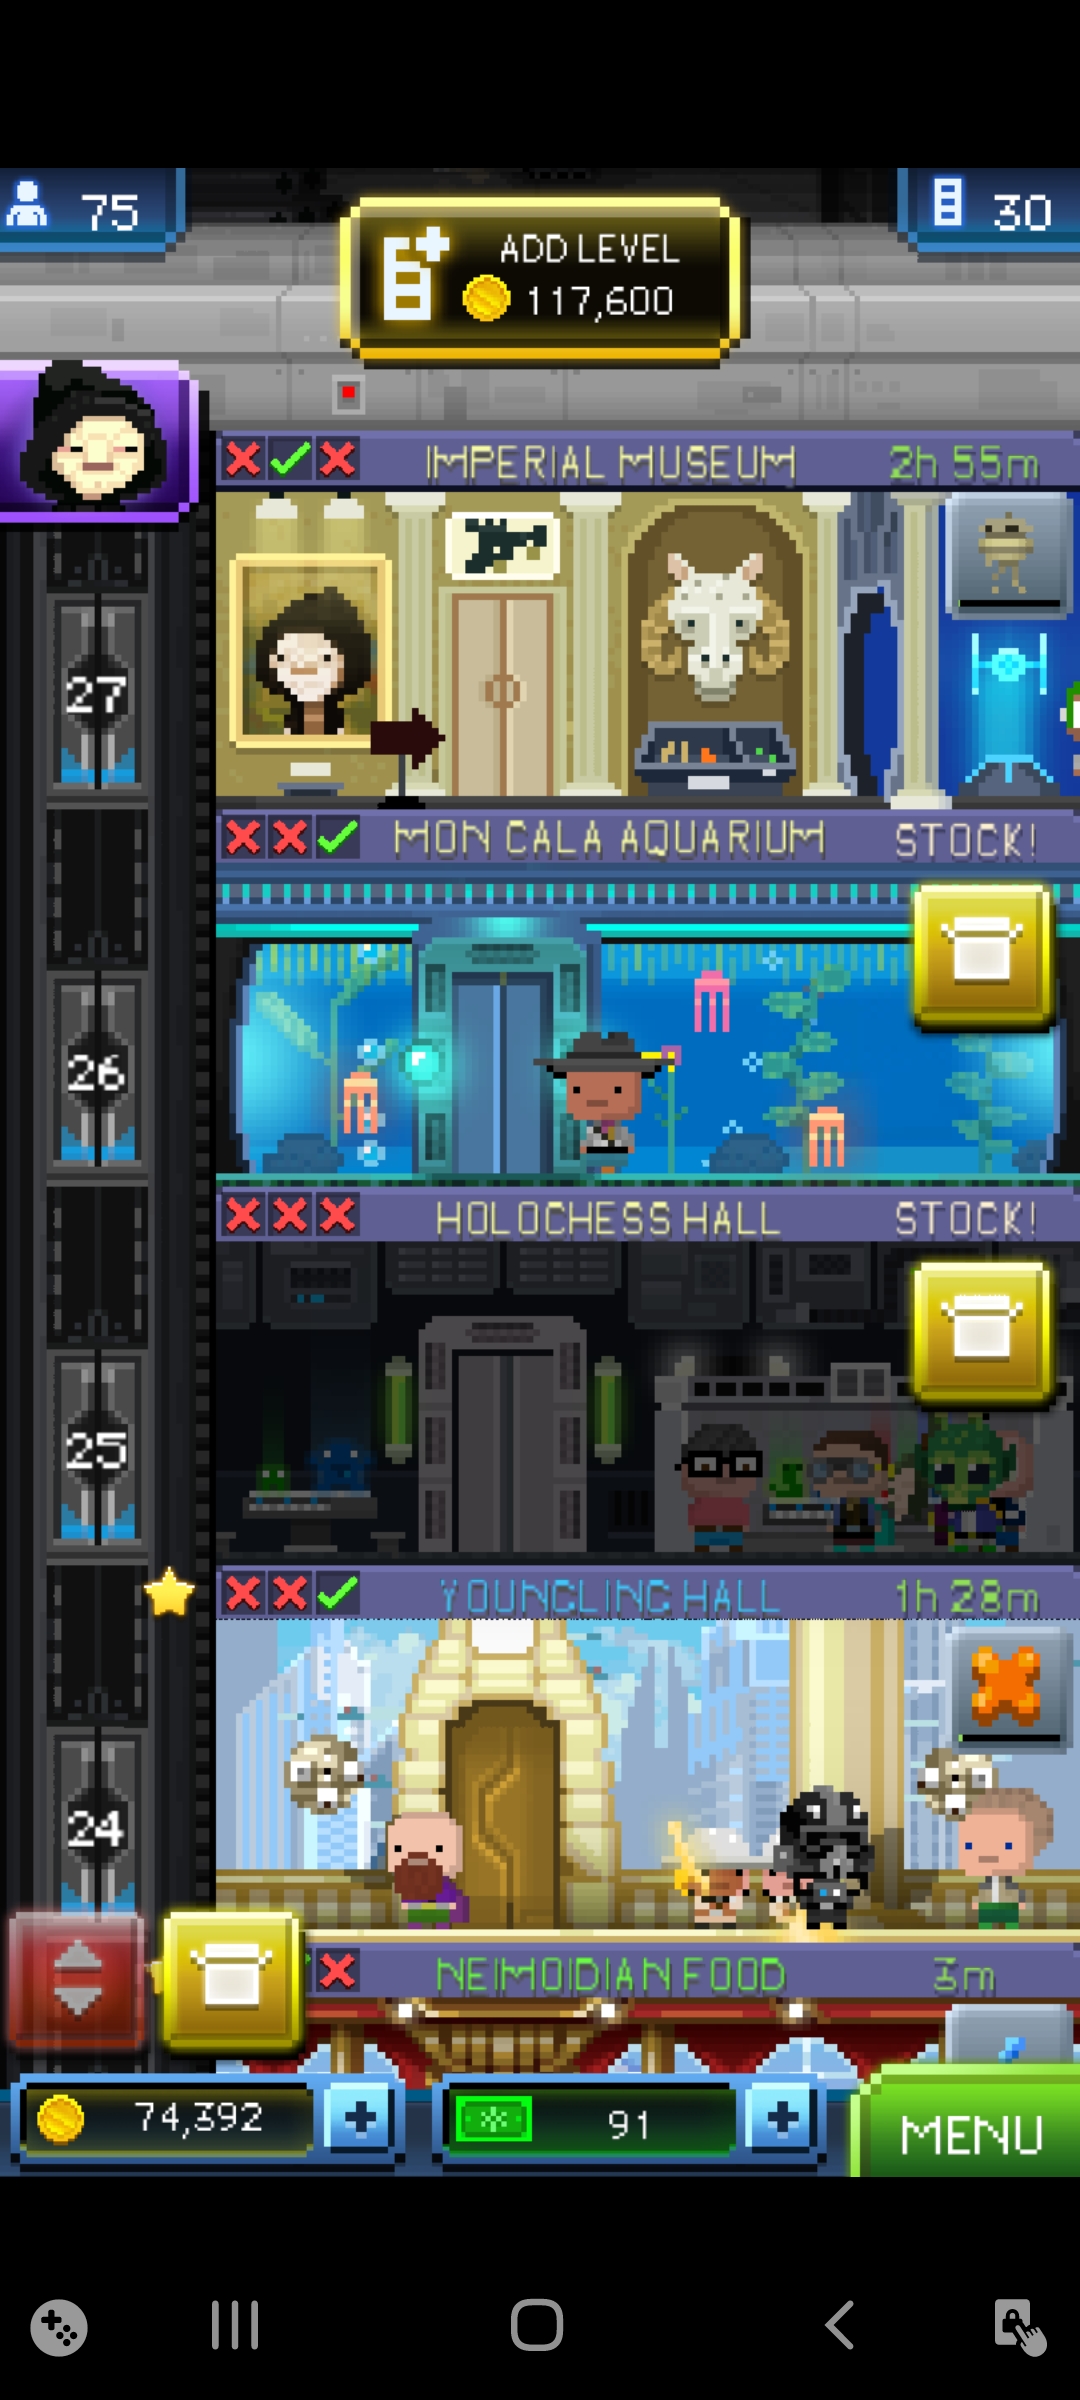 75
ADD LEVEL
117,600
30
IMPERIAL MUSEUM 2h 55m
27
MON CALA AQUARIUM STOCK!
26
HOLOCHESS HALL STOCK!
25
YOUNGLING HALL 1h 28m
24
NEIMOIDIAN FOOD 3m
74,392
91
MENU